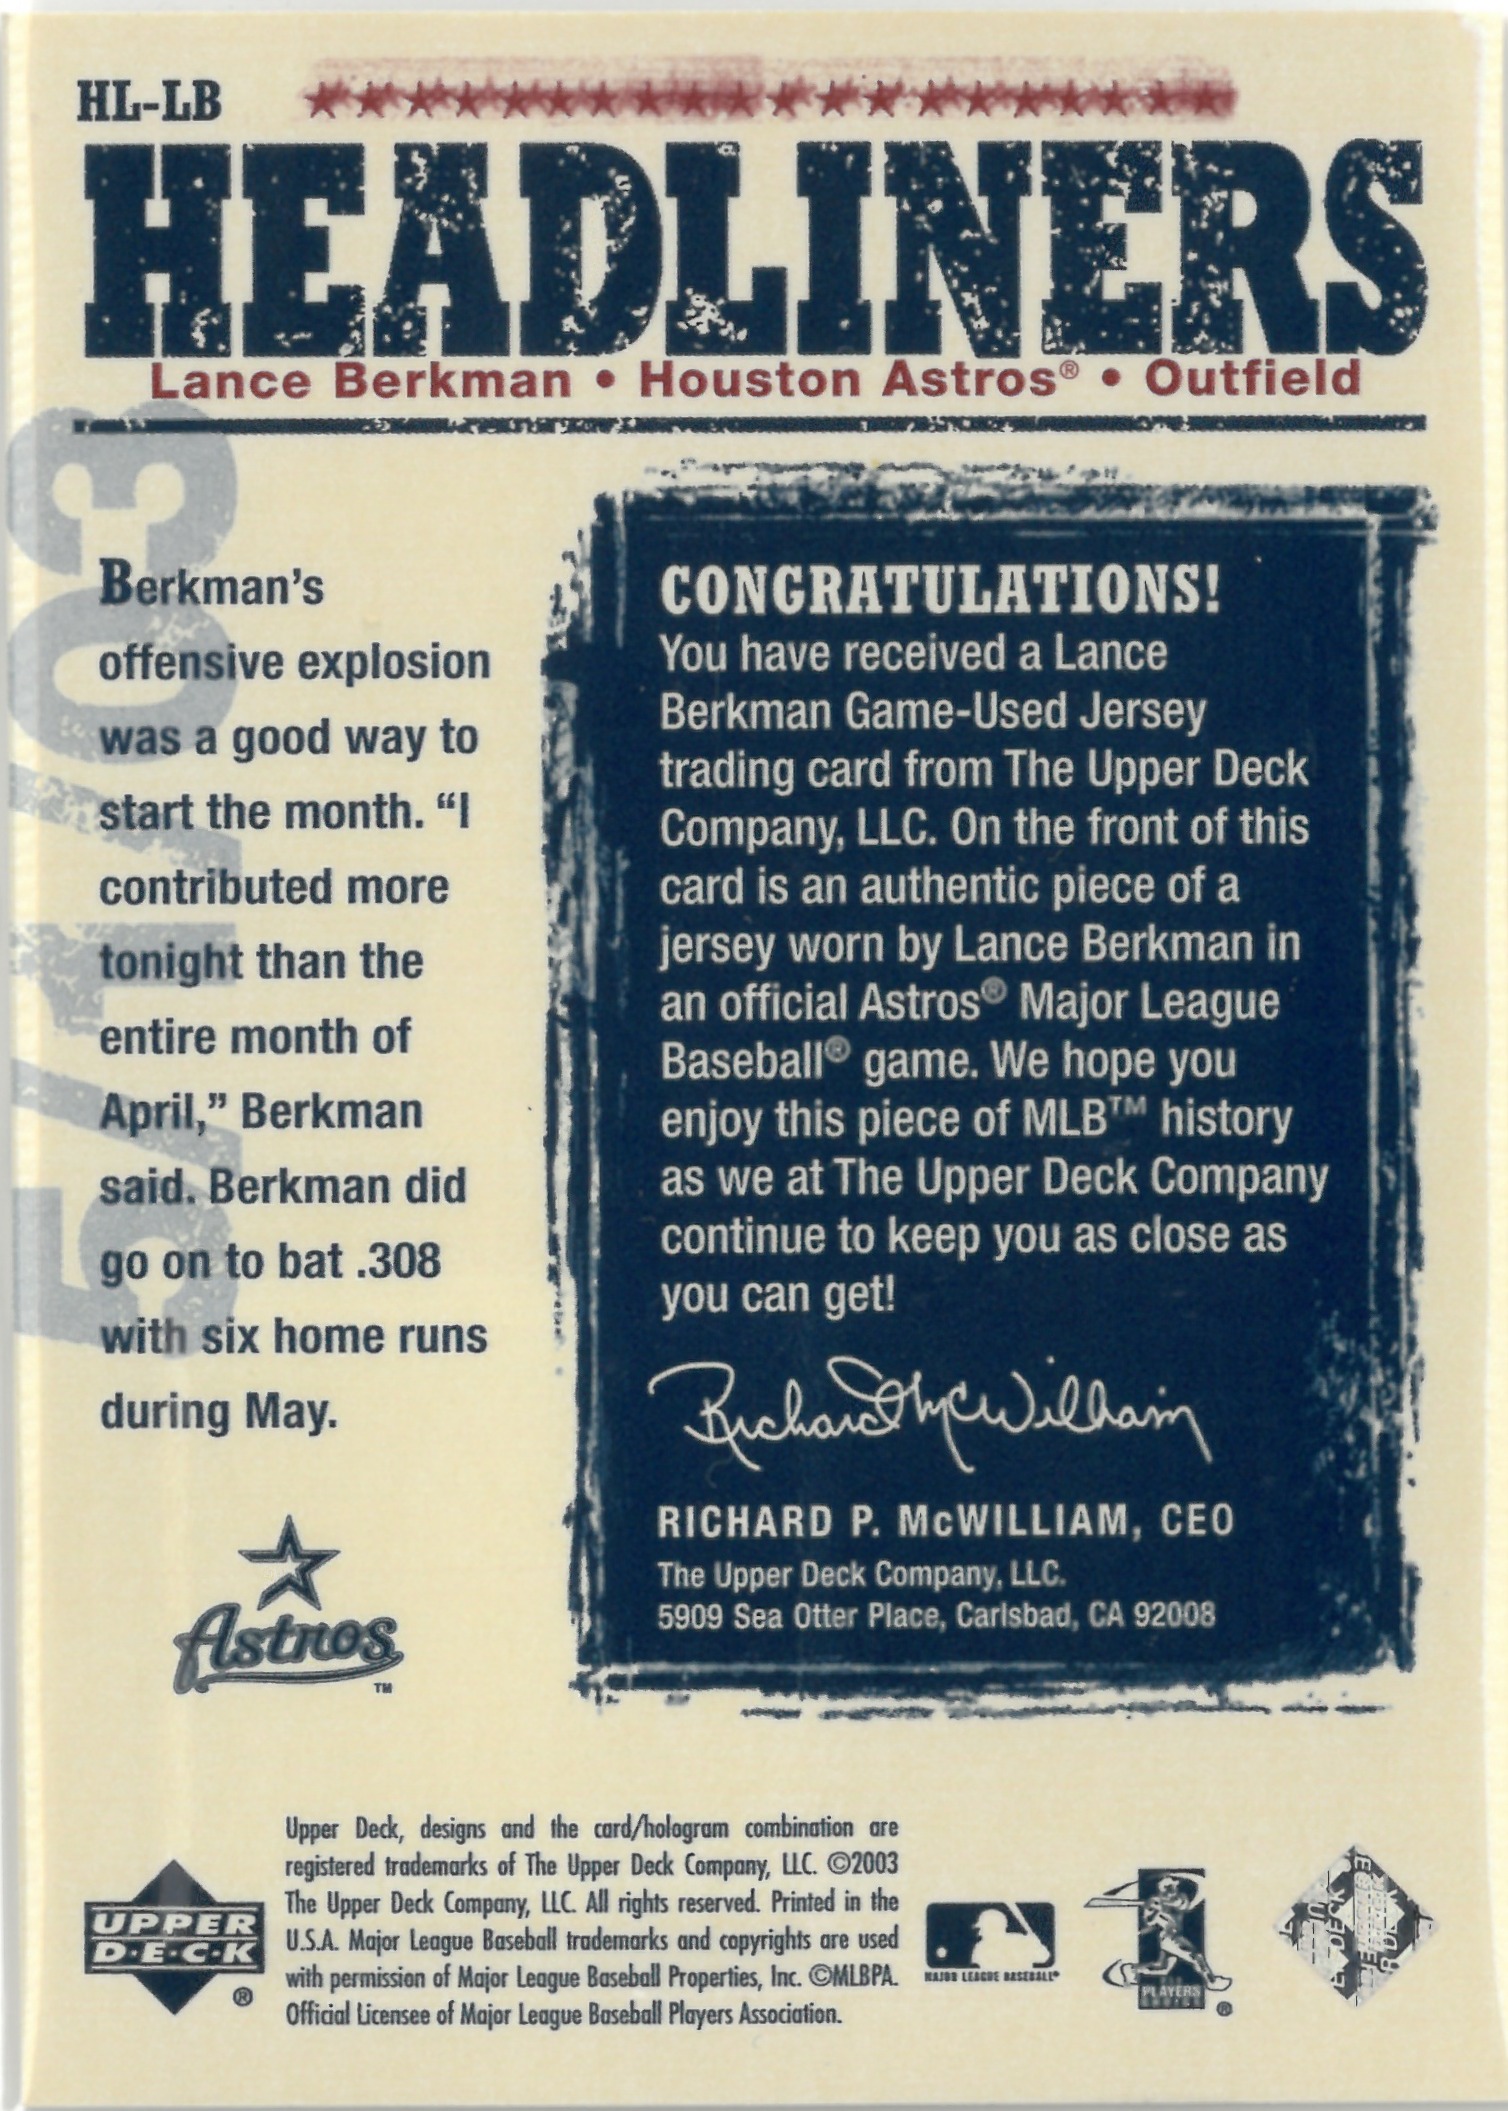 HL-LB
HEADLINERS
Lance Berkman • Houston Astros® • Outfield
5/1/03
Berkman's
offensive explosion
was a good way to
start the month. “I
contributed more
tonight than the
entire month of
April,” Berkman
said. Berkman did
go on to bat .308
with six home runs
during May.
Astros
TM
CONGRATULATIONS!
You have received a Lance
Berkman Game-Used Jersey
trading card from The Upper Deck
Company, LLC. On the front of this
card is an authentic piece of a
jersey worn by Lance Berkman in
an official Astros® Major League
Baseball® game. We hope you
enjoy this piece of MLB™ history
as we at The Upper Deck Company
continue to keep you as close as
you can get!
Richard McWilliam
RICHARD P. McWILLIAM, CEO
The Upper Deck Company, LLC.
5909 Sea Otter Place, Carlsbad, CA 92008
UPPER
D·E·C·K
®
Upper Deck, designs and the card/hologram combination are
registered trademarks of The Upper Deck Company, LLC. ©2003
The Upper Deck Company, LLC. All rights reserved. Printed in the
U.S.A. Major League Baseball trademarks and copyrights are used
with permission of Major League Baseball Properties, Inc. ©MLBPA.
Official Licensee of Major League Baseball Players Association.
MAJOR LEAGUE BASEBALL®
PLAYERS
CHOICE
®